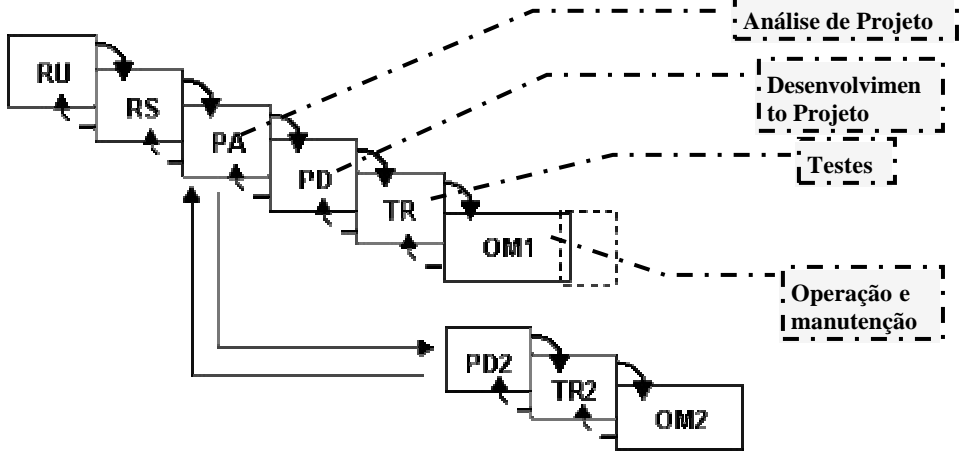 Análise de Projeto
RU
RS
Desenvolvimen
to Projeto
PA
Testes
PD
TR
OM1
Operação e
manutenção
PD2
TR2
OM2